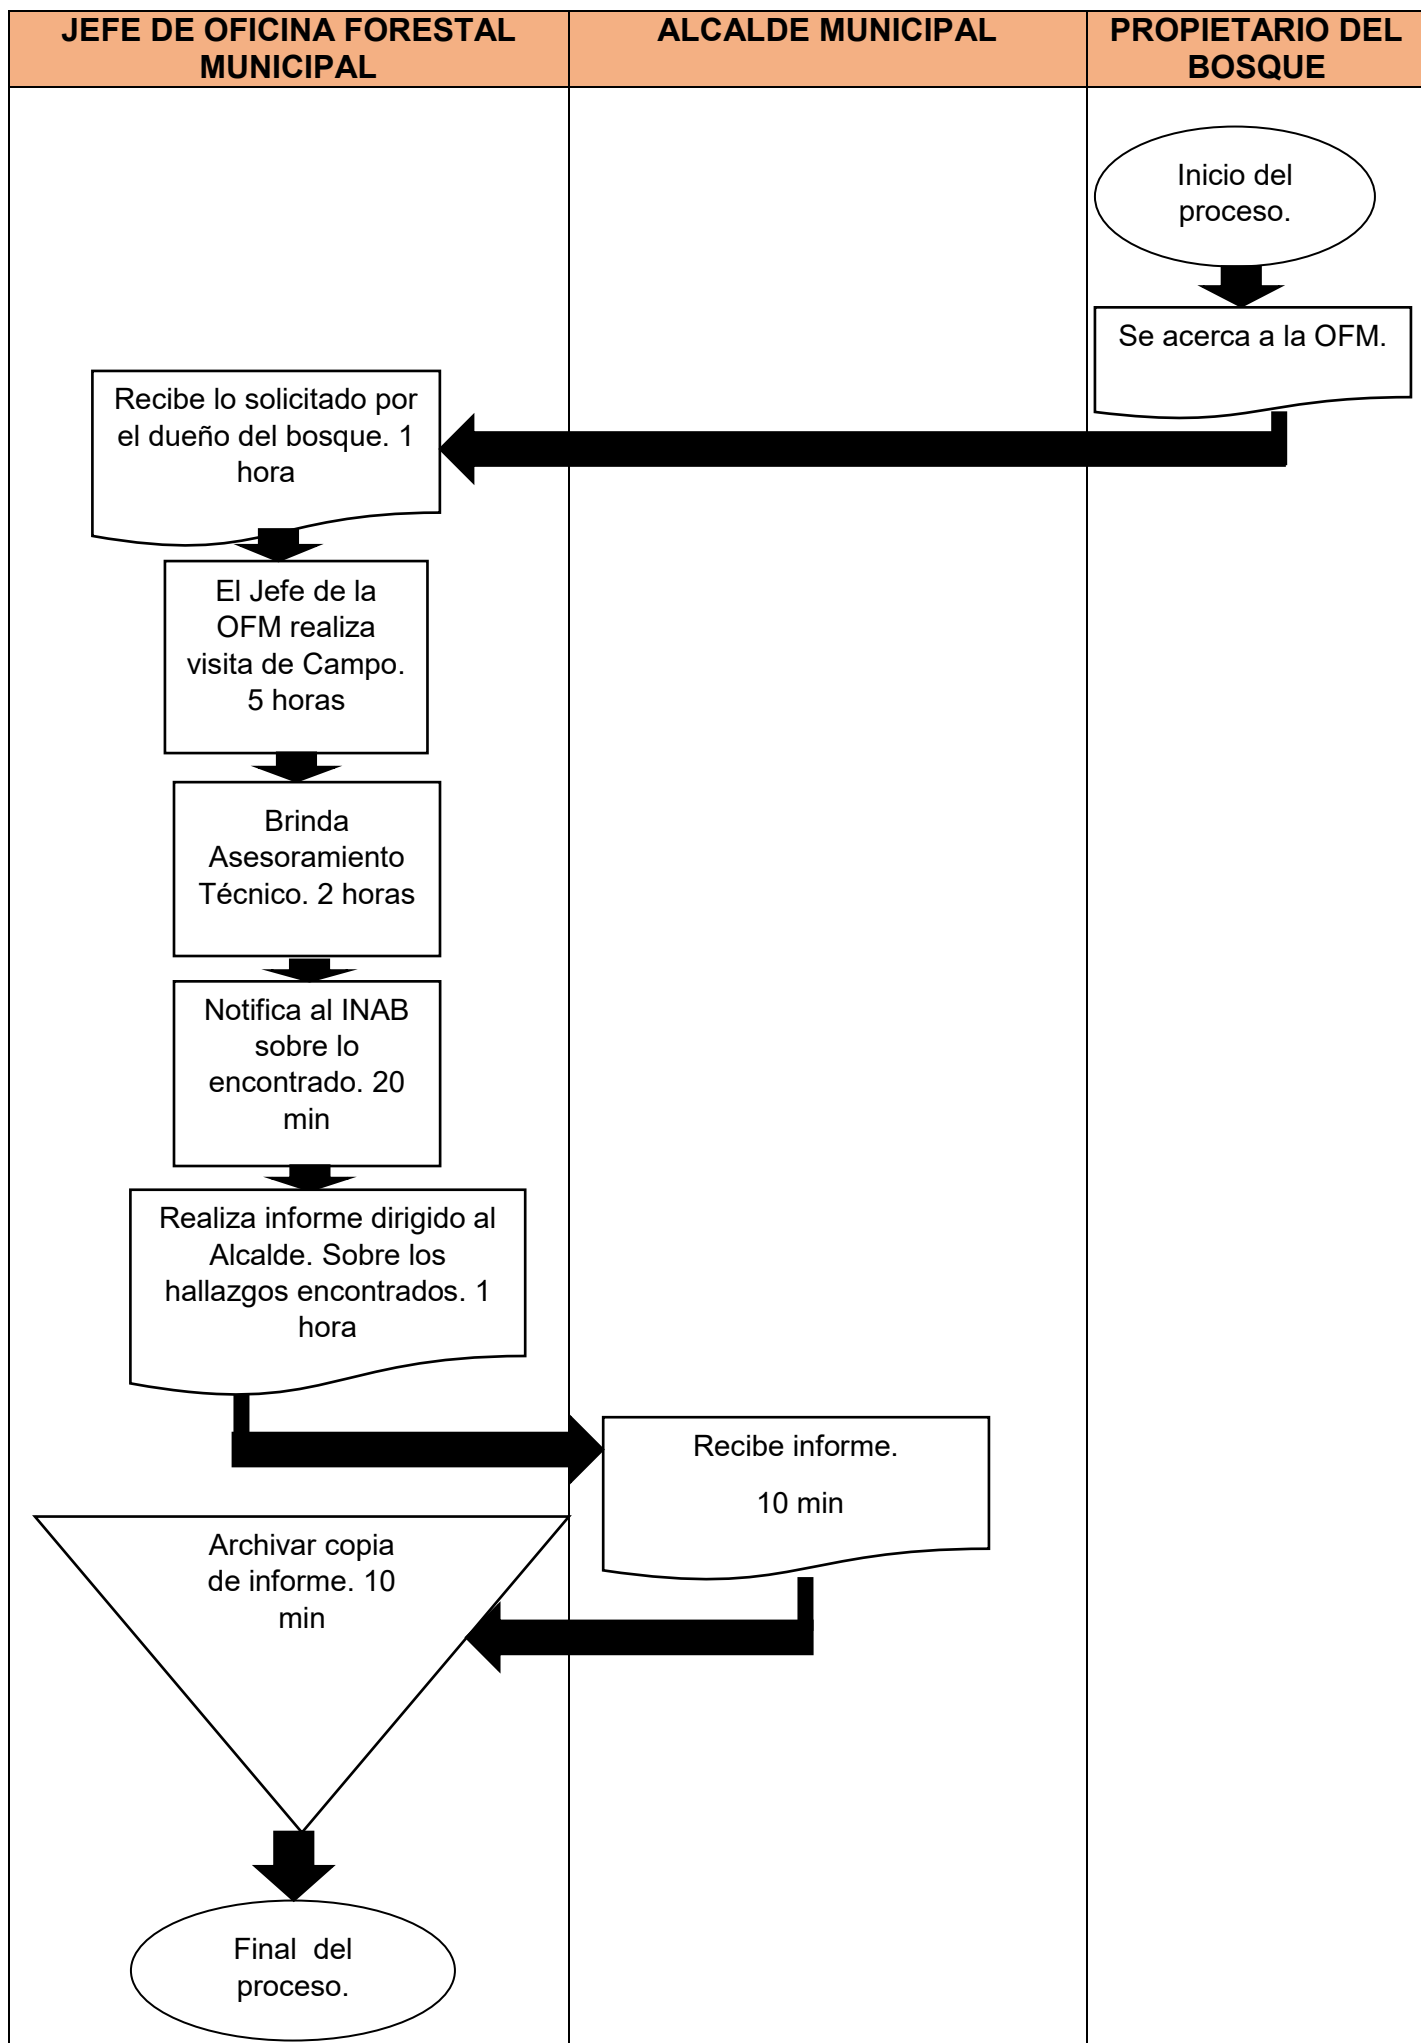 JEFE DE OFICINA FORESTAL
MUNICIPAL
ALCALDE MUNICIPAL
PROPIETARIO DEL
BOSQUE
Inicio del
proceso.
Se acerca a la OFM.
Recibe lo solicitado por
el dueño del bosque. 1
hora
El Jefe de la
OFM realiza
visita de Campo.
5 horas
Brinda
Asesoramiento
Técnico. 2 horas
Notifica al INAB
sobre lo
encontrado. 20
min
Realiza informe dirigido al
Alcalde. Sobre los
hallazgos encontrados. 1
hora
Recibe informe.
10 min
Archivar copia
de informe. 10
min
Final  del
proceso.